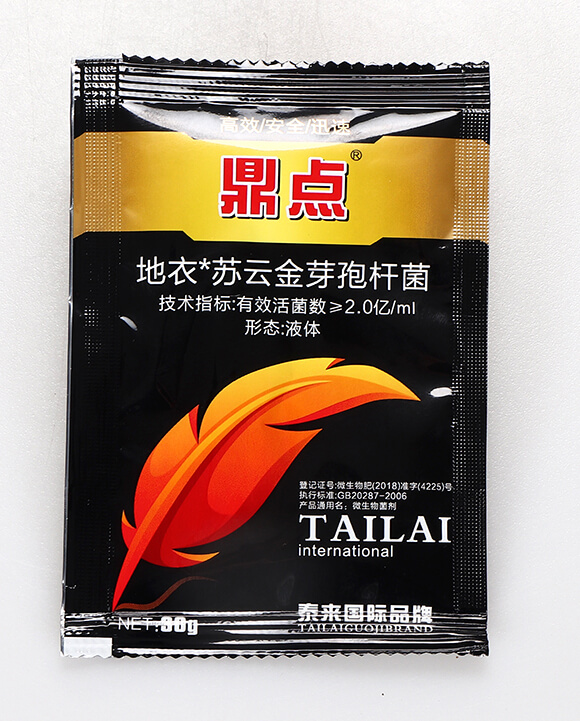 高效/安全/迅速
鼎点®
地衣*苏云金芽孢杆菌
技术指标:有效活菌数≥2.0亿/ml
形态:液体
登记证号:微生物肥(2018)准字(4225)号
执行标准:GB20287-2006
产品通用名:微生物菌剂
TAILAI
international
泰来国际品牌
TAILAIGUOJIBRAND
NET:98g